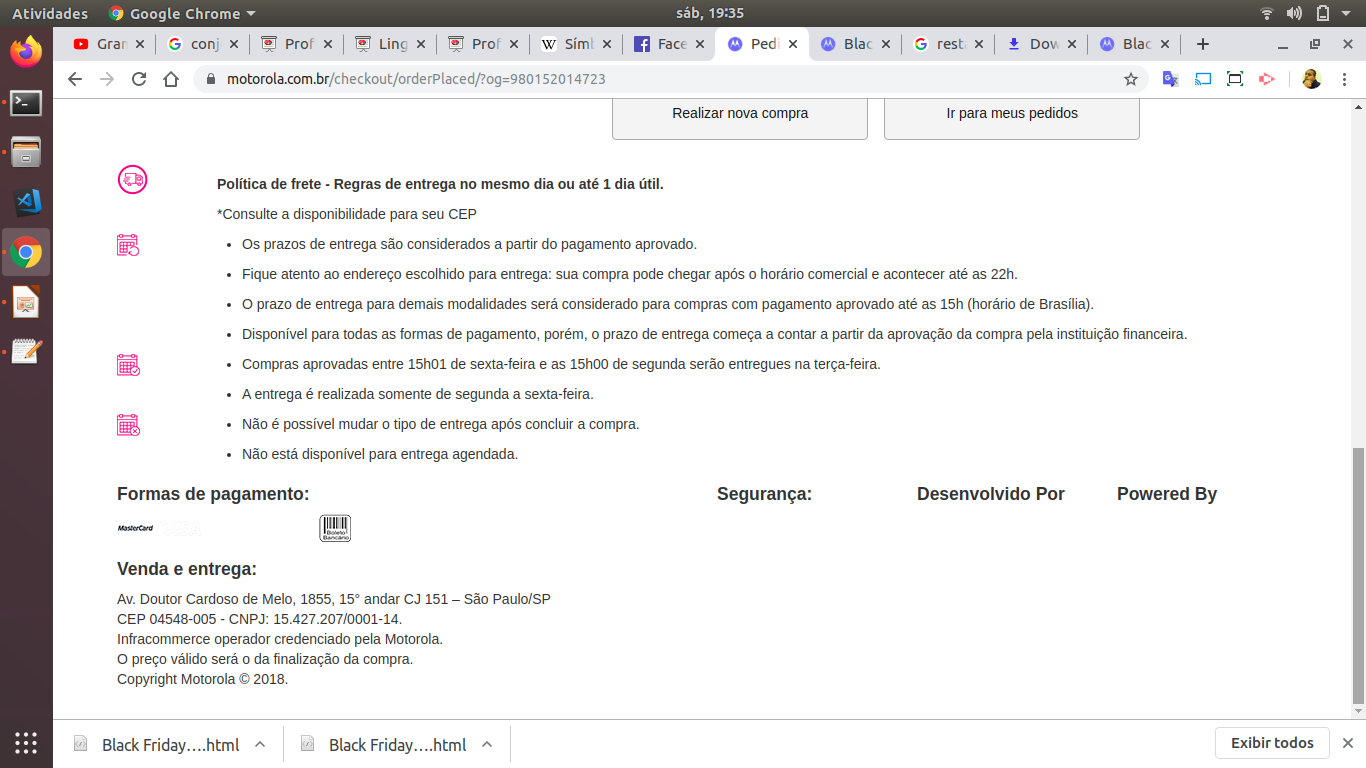 Atividades Google Chrome sáb, 19:35
Gran conj Prof Ling Prof Símb Face Pedi Blac resta Dow Blac
motorola.com.br/checkout/orderPlaced/?og=980152014723
Realizar nova compra Ir para meus pedidos
Política de frete - Regras de entrega no mesmo dia ou até 1 dia útil.
*Consulte a disponibilidade para seu CEP
• Os prazos de entrega são considerados a partir do pagamento aprovado.
• Fique atento ao endereço escolhido para entrega: sua compra pode chegar após o horário comercial e acontecer até as 22h.
• O prazo de entrega para demais modalidades será considerado para compras com pagamento aprovado até as 15h (horário de Brasília).
• Disponível para todas as formas de pagamento, porém, o prazo de entrega começa a contar a partir da aprovação da compra pela instituição financeira.
• Compras aprovadas entre 15h01 de sexta-feira e as 15h00 de segunda serão entregues na terça-feira.
• A entrega é realizada somente de segunda a sexta-feira.
• Não é possível mudar o tipo de entrega após concluir a compra.
• Não está disponível para entrega agendada.
Formas de pagamento: Segurança: Desenvolvido Por Powered By
MasterCard VISA Boleto
Bancário
Venda e entrega:
Av. Doutor Cardoso de Melo, 1855, 15° andar CJ 151 – São Paulo/SP
CEP 04548-005 - CNPJ: 15.427.207/0001-14.
Infracommerce operador credenciado pela Motorola.
O preço válido será o da finalização da compra.
Copyright Motorola © 2018.
Black Friday….html Black Friday….html Exibir todos